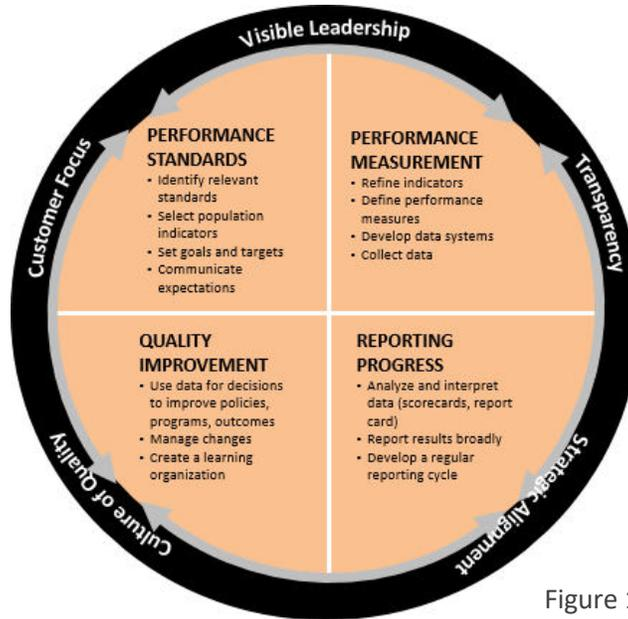 Visible Leadership
Customer Focus
Transparency
PERFORMANCE
STANDARDS
• Identify relevant
standards
• Select population
indicators
• Set goals and targets
• Communicate
expectations
PERFORMANCE
MEASUREMENT
• Refine indicators
• Define performance
measures
• Develop data systems
• Collect data
QUALITY
IMPROVEMENT
• Use data for decisions
to improve policies,
programs, outcomes
• Manage changes
• Create a learning
organization
REPORTING
PROGRESS
• Analyze and interpret
data (scorecards, report
card)
• Report results broadly
• Develop a regular
reporting cycle
Culture of Quality
Strategic Alignment
Figure 1